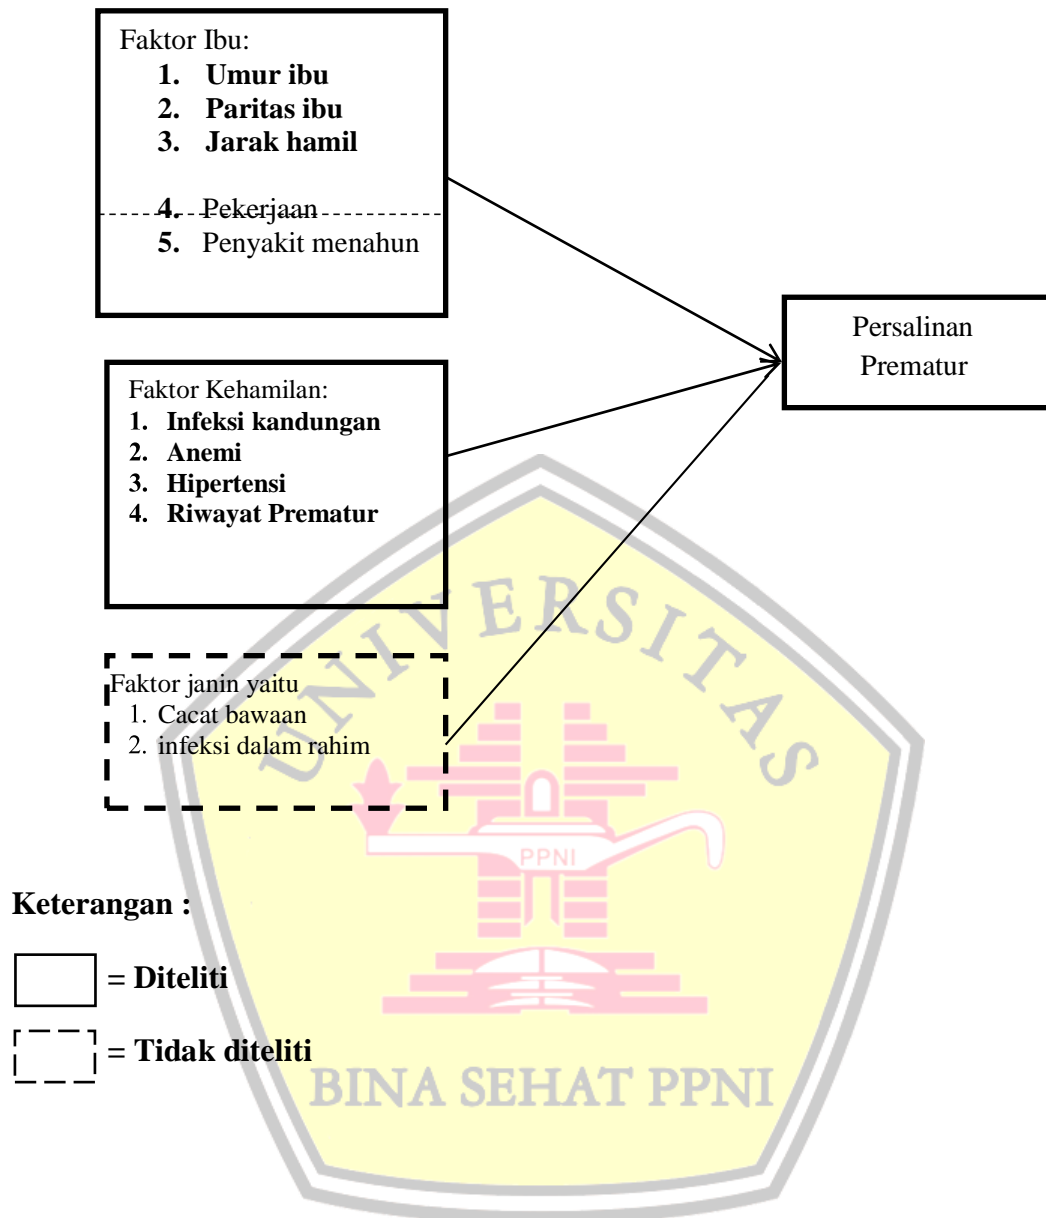 Faktor Ibu:
1. Umur ibu
2. Paritas ibu
3. Jarak hamil
4. Pekerjaan
5. Penyakit menahun
Persalinan
Prematur
Faktor Kehamilan:
1. Infeksi kandungan
2. Anemi
3. Hipertensi
4. Riwayat Prematur
Faktor janin yaitu
1. Cacat bawaan
2. infeksi dalam rahim
Keterangan :
= Diteliti
= Tidak diteliti
UNIVERSITAS
PPNI
BINA SEHAT PPNI